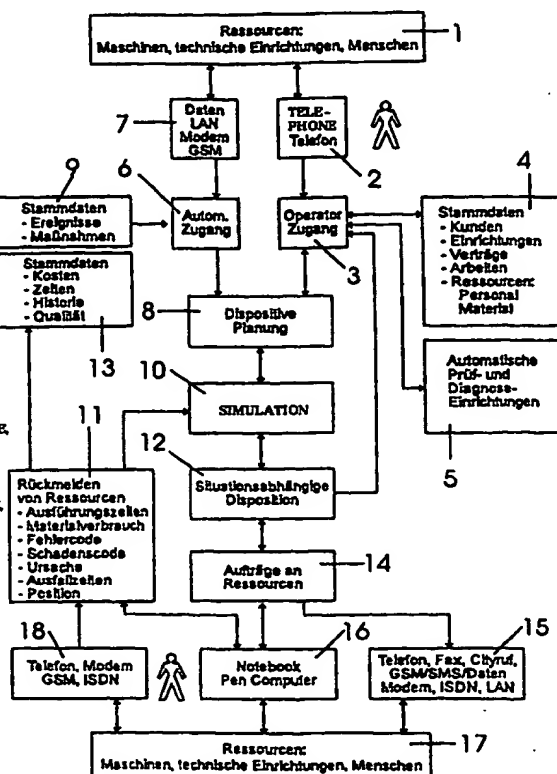 Ressourcen:
Maschinen, technische Einrichtungen, Menschen
1
7
Daten
LAN
Modem
GSM
TELE-
PHONE
Telefon
2
9
Stammdaten
- Ereignisse
- Maßnahmen
6
Autom.
Zugang
Operator
Zugang
3
4
Stammdaten
- Kunden
- Einrichtungen
- Verträge
- Arbeiten
- Ressourcen:
Personal
Material
Stammdaten
- Kosten
- Zeiten
- Historie
- Qualität
13
8
Dispositive
Planung
Automatische
Prüf- und
Diagnose-
Einrichtungen
5
10
SIMULATION
11
12
Situationsabhängige
Disposition
Rückmelden
von Ressourcen
- Ausführungszeiten
- Materialverbrauch
- Fehlercode
- Schadenscode
- Ursache
- Ausfallzeiten
- Position
Aufträge an
Ressourcen
14
18
Telefon, Modem
GSM, ISDN
16
Notebook
Pen Computer
15
Telefon, Fax, Cityruf,
GSM/SMS/Daten
Modem, ISDN, LAN
Ressourcen:
Maschinen, technische Einrichtungen, Menschen
17